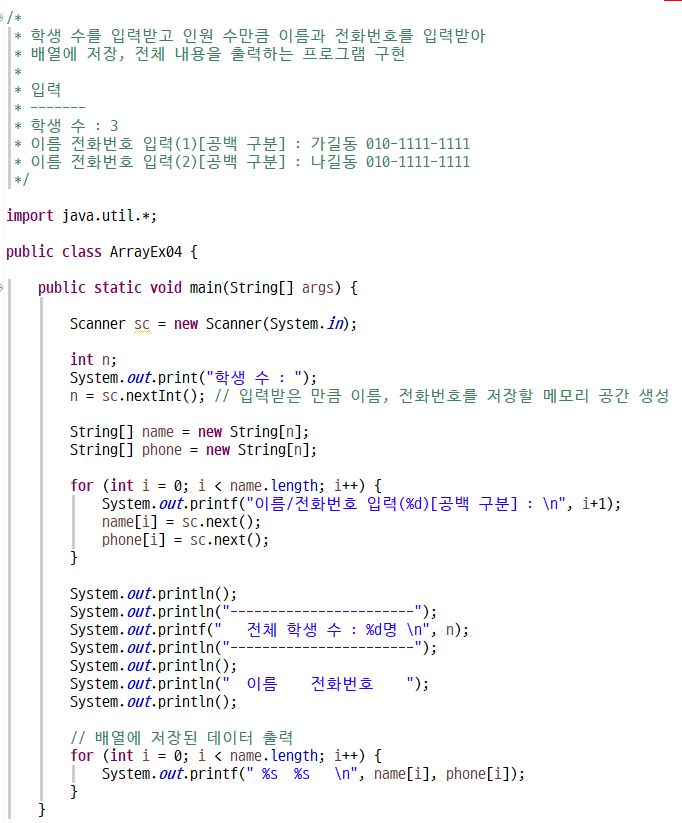 /*
* 학생 수를 입력받고 인원 수만큼 이름과 전화번호를 입력받아
* 배열에 저장, 전체 내용을 출력하는 프로그램 구현
*
* 입력
* -------
* 학생 수 : 3
* 이름 전화번호 입력(1)[공백 구분] : 가길동 010-1111-1111
* 이름 전화번호 입력(2)[공백 구분] : 나길동 010-1111-1111
*/
import java.util.*;
public class ArrayEx04 {
public static void main(String[] args) {
Scanner sc = new Scanner(System.in);
int n;
System.out.print("학생 수 : ");
n = sc.nextInt(); // 입력받은 만큼 이름, 전화번호를 저장할 메모리 공간 생성
String[] name = new String[n];
String[] phone = new String[n];
for (int i = 0; i < name.length; i++) {
System.out.printf("이름/전화번호 입력(%d)[공백 구분] : \n", i+1);
name[i] = sc.next();
phone[i] = sc.next();
}
System.out.println();
System.out.println("-----------------------");
System.out.printf("   전체 학생 수 : %d명 \n", n);
System.out.println("-----------------------");
System.out.println();
System.out.println("  이름    전화번호    ");
System.out.println();
// 배열에 저장된 데이터 출력
for (int i = 0; i < name.length; i++) {
System.out.printf(" %s  %s   \n", name[i], phone[i]);
}
}